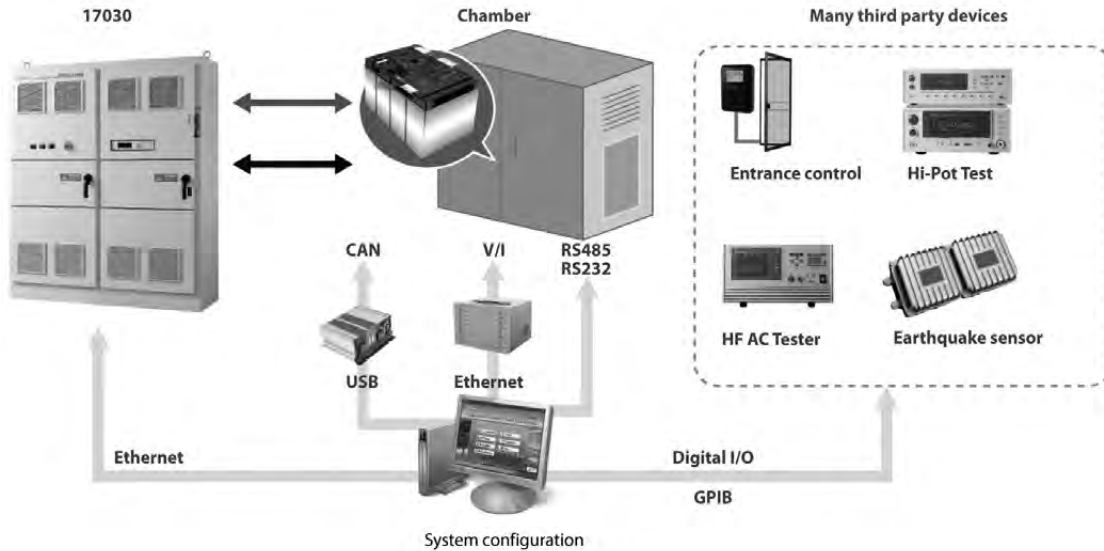 17030
Chamber
Many third party devices
Entrance control
Hi-Pot Test
CAN
V/I
RS485
RS232
HF AC Tester
Earthquake sensor
USB
Ethernet
Ethernet
Digital I/O
GPIB
System configuration